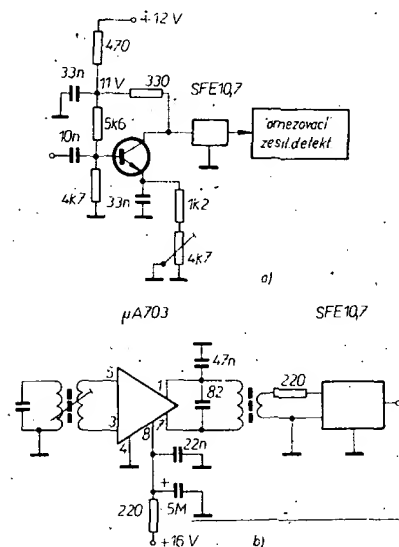 +12 V
470
33n
11V
330
SFE10,7
5k6
10n
omezovací
zesil. detekt
4k7
33n
1k2
4k7
a)
μA703
SFE10,7
5
3
4
8
1
7
47n
82
220
22n
+
5M
220
+16 V
b)